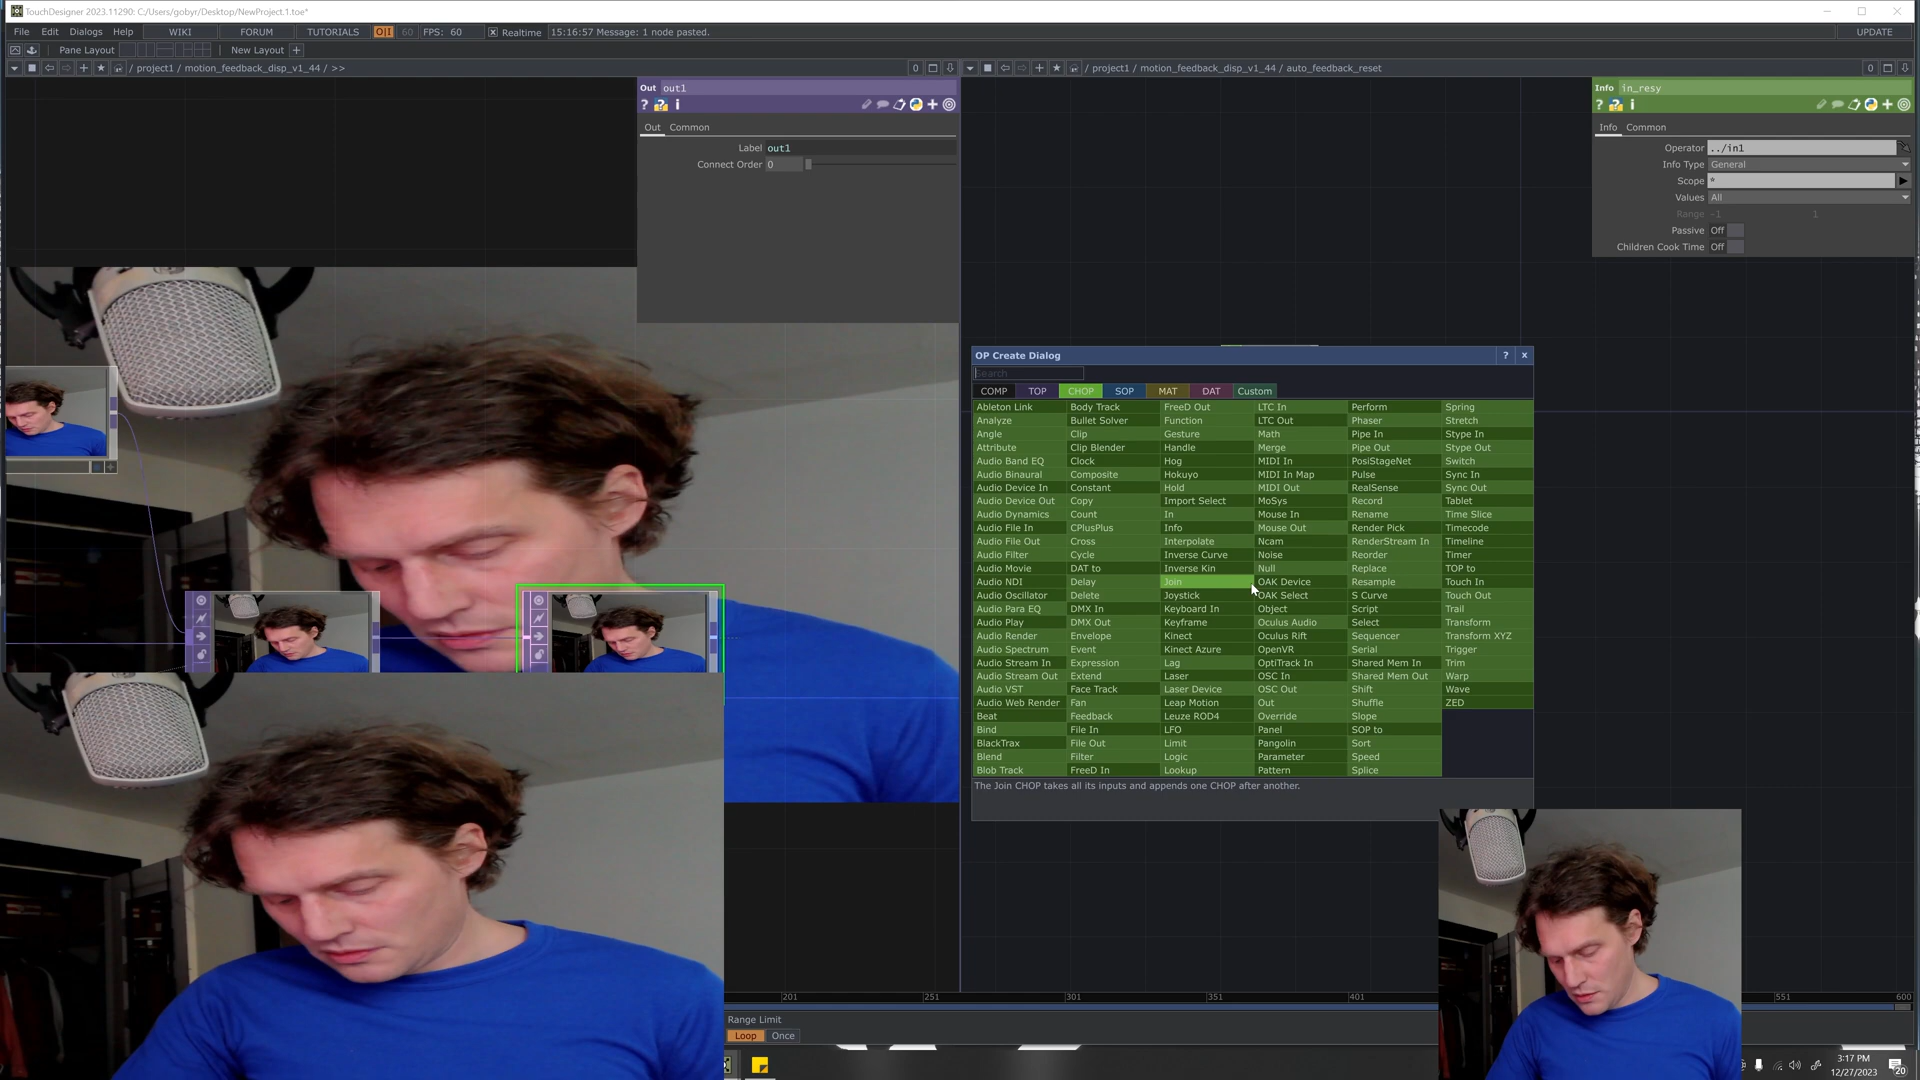 TouchDesigner 2023.11290: C:/Users/gobyr/Desktop/NewProject.1.toe*
File Edit Dialogs Help WIKI FORUM TUTORIALS O|I 60 FPS: 60 Realtime 15:16:57 Message: 1 node pasted. UPDATE
Pane Layout New Layout +
/ project1 / motion_feedback_disp_v1_44 / >> 0
/ project1 / motion_feedback_disp_v1_44 / auto_feedback_reset 0
Out out1
Out Common
Label out1
Connect Order 0
Info in_resy
Info Common
Operator ../in1
Info Type General
Scope *
Values All
Range -1 1
Passive Off
Children Cook Time Off
OP Create Dialog ? x
Search
COMP TOP CHOP SOP MAT DAT Custom
Ableton Link Body Track FreeD Out LTC In Perform Spring
Analyze Bullet Solver Function LTC Out Phaser Stretch
Angle Clip Gesture Math Pipe In Stype In
Attribute Clip Blender Handle Merge Pipe Out Stype Out
Audio Band EQ Clock Hog MIDI In PosiStageNet Switch
Audio Binaural Composite Hokuyo MIDI In Map Pulse Sync In
Audio Device In Constant Hold MIDI Out RealSense Sync Out
Audio Device Out Copy Import Select MoSys Record Tablet
Audio Dynamics Count In Mouse In Rename Time Slice
Audio File In CPlusPlus Info Mouse Out Render Pick Timecode
Audio File Out Cross Interpolate Ncam RenderStream In Timeline
Audio Filter Cycle Inverse Curve Noise Reorder Timer
Audio Movie DAT to Inverse Kin Null Replace TOP to
Audio NDI Delay Join OAK Device Resample Touch In
Audio Oscillator Delete Joystick OAK Select S Curve Touch Out
Audio Para EQ DMX In Keyboard In Object Script Trail
Audio Play DMX Out Keyframe Oculus Audio Select Transform
Audio Render Envelope Kinect Oculus Rift Sequencer Transform XYZ
Audio Spectrum Event Kinect Azure OpenVR Serial Trigger
Audio Stream In Expression Lag OptiTrack In Shared Mem In Trim
Audio Stream Out Extend Laser OSC In Shared Mem Out Warp
Audio VST Face Track Laser Device OSC Out Shift Wave
Audio Web Render Fan Leap Motion Out Shuffle ZED
Beat Feedback Leuze ROD4 Override Slope
Bind File In LFO Panel SOP to
BlackTrax File Out Limit Pangolin Sort
Blend Filter Logic Parameter Speed
Blob Track FreeD In Lookup Pattern Splice
The Join CHOP takes all its inputs and appends one CHOP after another.
201 251 301 351 401 551 600
Range Limit
Loop Once
3:17 PM
12/27/2023
20